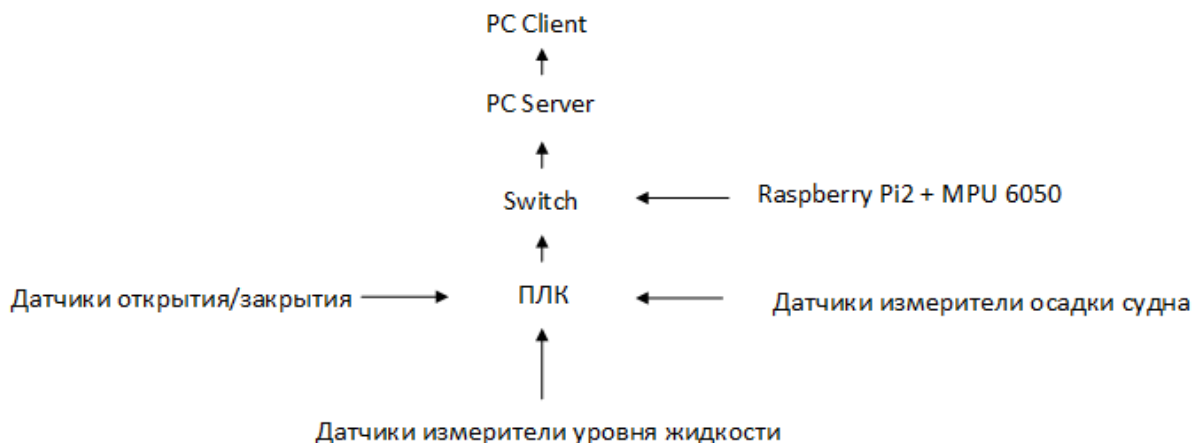 PC Client
PC Server
Switch
Raspberry Pi2 + MPU 6050
Датчики открытия/закрытия
ПЛК
Датчики измерители осадки судна
Датчики измерители уровня жидкости